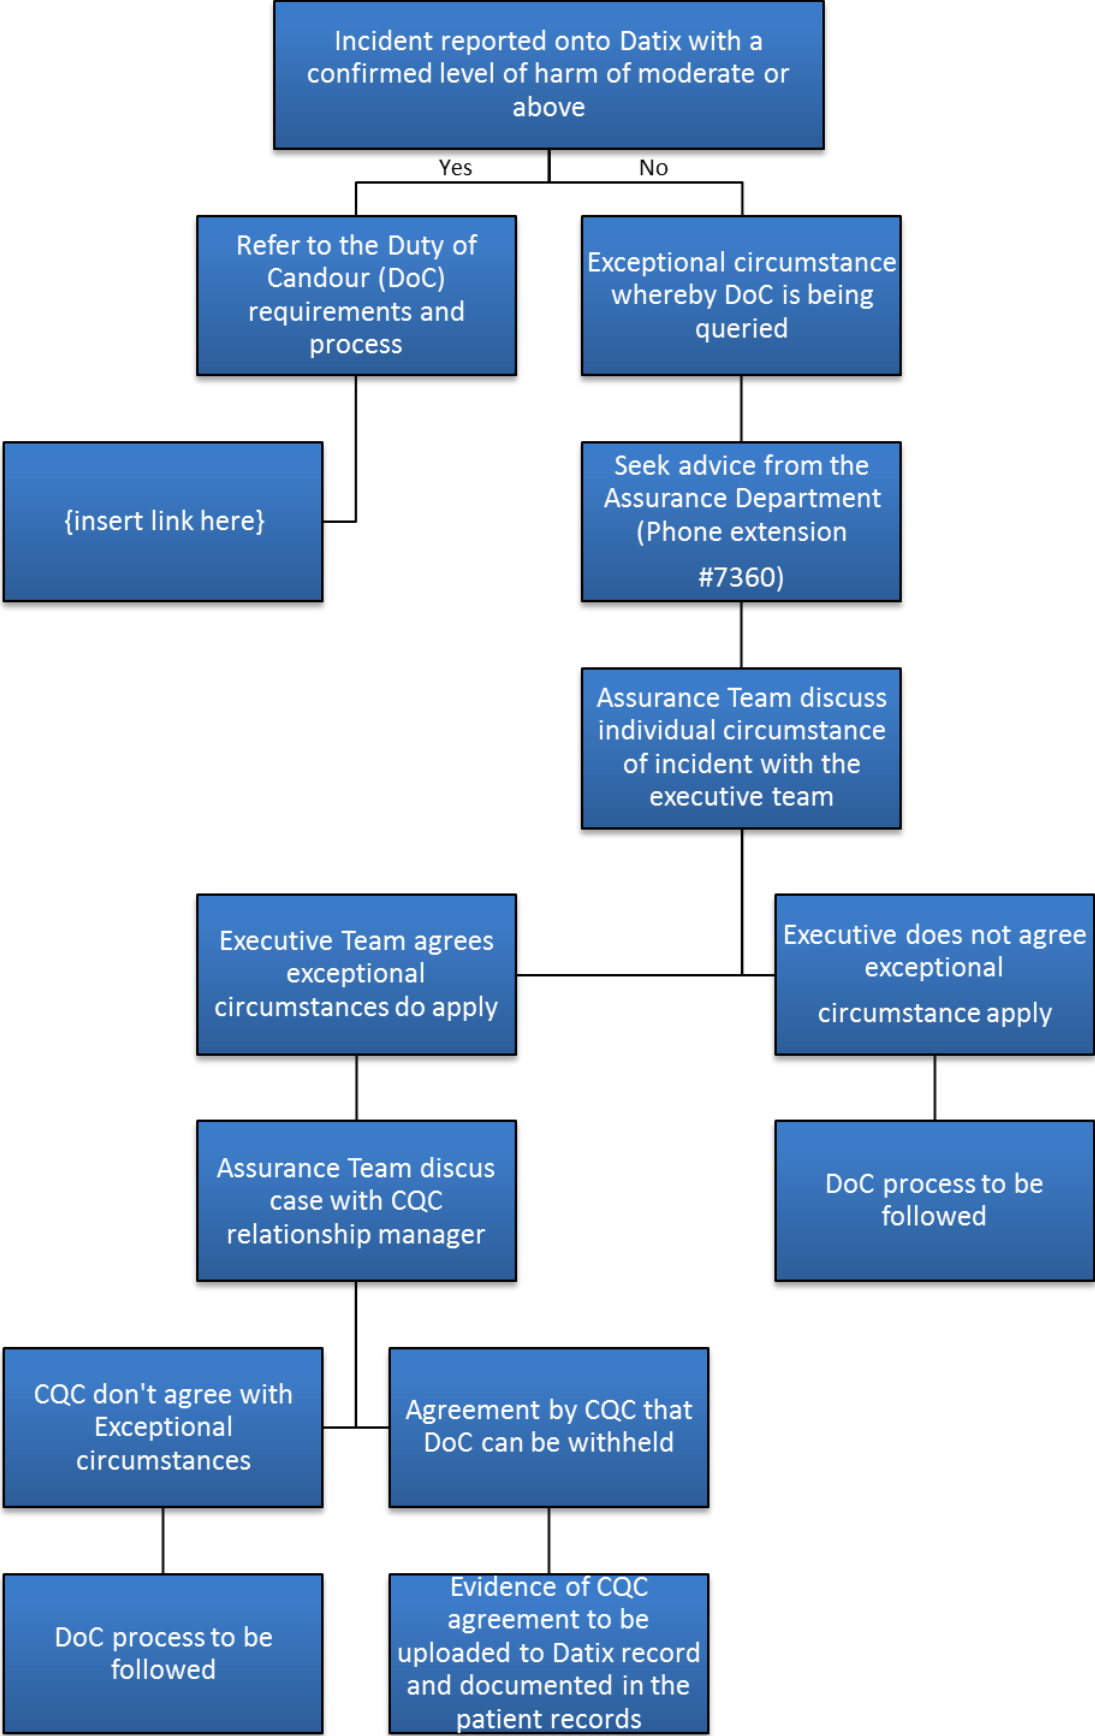 Incident reported onto Datix with a
confirmed level of harm of moderate or
above
Yes
No
Refer to the Duty of
Candour (DoC)
requirements and
process
Exceptional circumstance
whereby DoC is being
queried
{insert link here}
Seek advice from the
Assurance Department
(Phone extension
#7360)
Assurance Team discuss
individual circumstance
of incident with the
executive team
Executive Team agrees
exceptional
circumstances do apply
Executive does not agree
exceptional
circumstance apply
Assurance Team discus
case with CQC
relationship manager
DoC process to be
followed
CQC don't agree with
Exceptional
circumstances
Agreement by CQC that
DoC can be withheld
DoC process to be
followed
Evidence of CQC
agreement to be
uploaded to Datix record
and documented in the
patient records